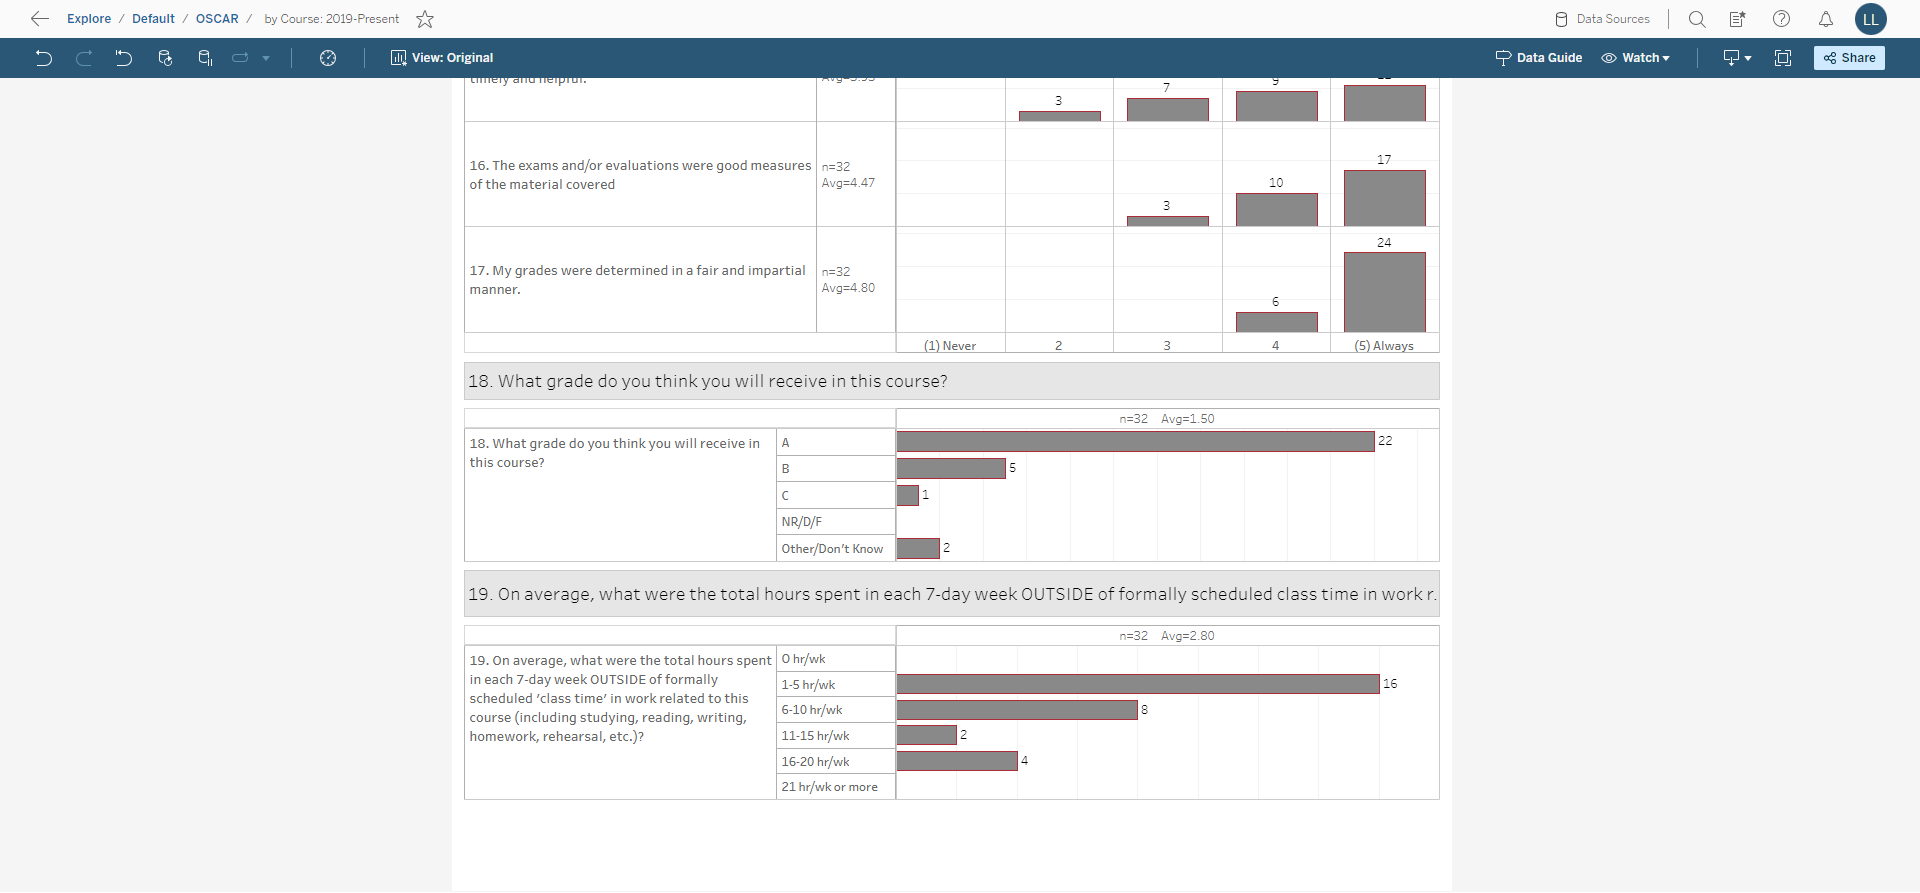 Explore / Default / OSCAR / by Course: 2019-Present
Data Sources
LL
View: Original
Data Guide
Watch
Share
timely and helpful.
7
9
3
16. The exams and/or evaluations were good measures
of the material covered
n=32
Avg=4.47
3
10
17
17. My grades were determined in a fair and impartial
manner.
n=32
Avg=4.80
6
24
(1) Never
2
3
4
(5) Always
18. What grade do you think you will receive in this course?
n=32 Avg=1.50
18. What grade do you think you will receive in
this course?
A
22
B
5
C
1
NR/D/F
Other/Don't Know
2
19. On average, what were the total hours spent in each 7-day week OUTSIDE of formally scheduled class time in work r.
n=32 Avg=2.80
19. On average, what were the total hours spent
in each 7-day week OUTSIDE of formally
scheduled ‘class time’ in work related to this
course (including studying, reading, writing,
homework, rehearsal, etc.)?
0 hr/wk
1-5 hr/wk
16
6-10 hr/wk
8
11-15 hr/wk
2
16-20 hr/wk
4
21 hr/wk or more